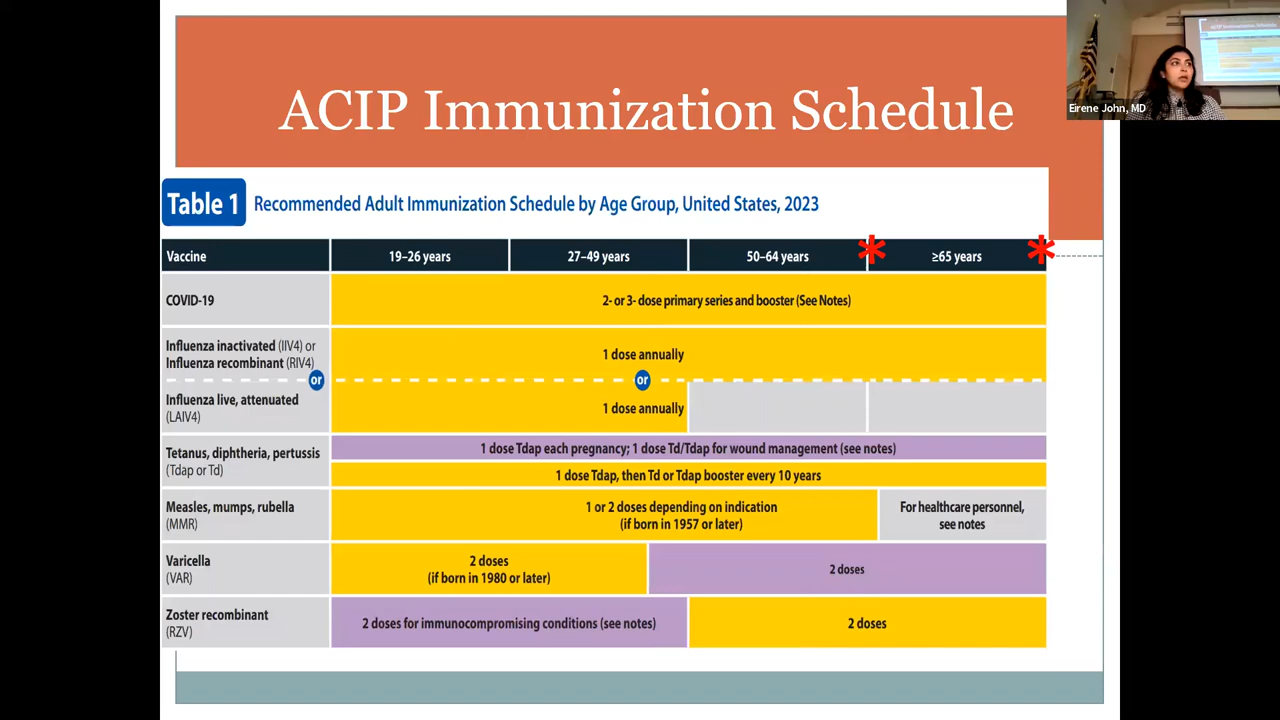 ACIP Immunization Schedule
Eirene John, MD
Table 1 Recommended Adult Immunization Schedule by Age Group, United States, 2023
Vaccine 19–26 years 27–49 years 50–64 years * ≥65 years *
COVID-19 2- or 3- dose primary series and booster (See Notes)
Influenza inactivated (IIV4) or
Influenza recombinant (RIV4)
1 dose annually
or or
Influenza live, attenuated
(LAIV4)
1 dose annually
Tetanus, diphtheria, pertussis
(Tdap or Td)
1 dose Tdap each pregnancy; 1 dose Td/Tdap for wound management (see notes)
1 dose Tdap, then Td or Tdap booster every 10 years
Measles, mumps, rubella
(MMR)
1 or 2 doses depending on indication
(if born in 1957 or later)
For healthcare personnel,
see notes
Varicella
(VAR)
2 doses
(if born in 1980 or later)
2 doses
Zoster recombinant
(RZV)
2 doses for immunocompromising conditions (see notes)
2 doses